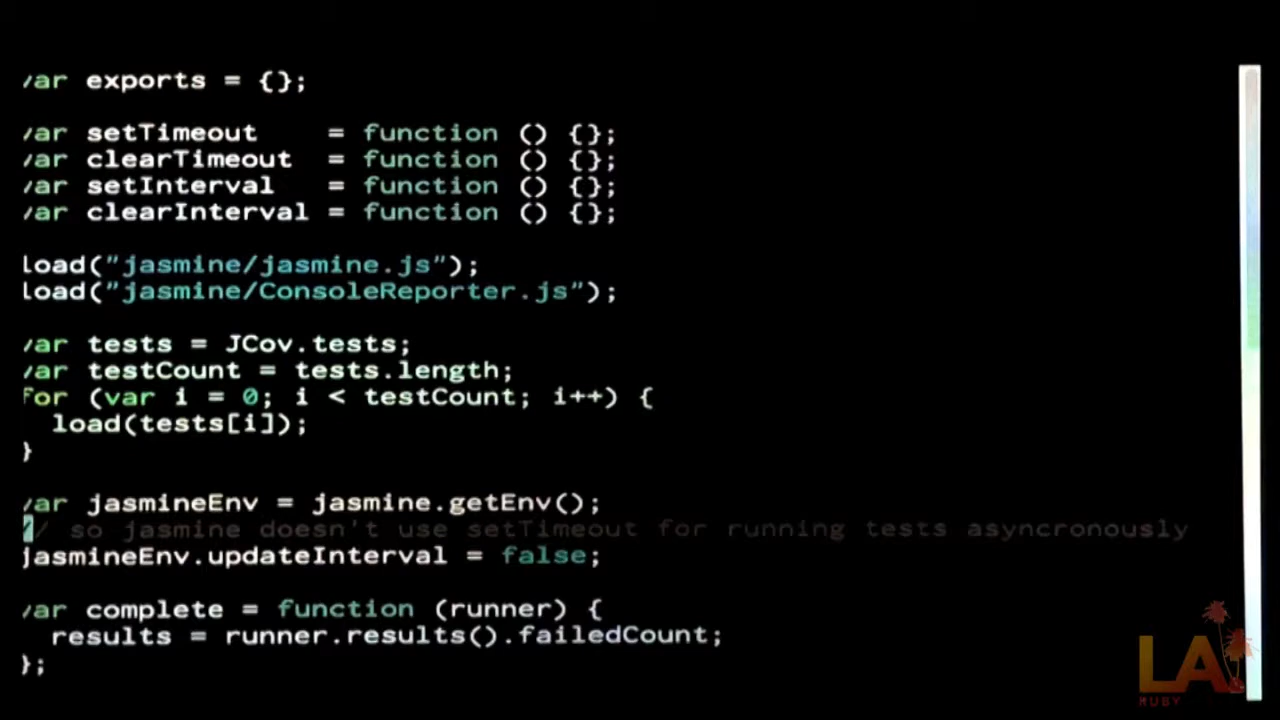 var exports = {};
var setTimeout    = function () {};
var clearTimeout  = function () {};
var setInterval   = function () {};
var clearInterval = function () {};
load("jasmine/jasmine.js");
load("jasmine/ConsoleReporter.js");
var tests = JCov.tests;
var testCount = tests.length;
for (var i = 0; i < testCount; i++) {
  load(tests[i]);
}
var jasmineEnv = jasmine.getEnv();
// so jasmine doesn't use setTimeout for running tests asyncronously
jasmineEnv.updateInterval = false;
var complete = function (runner) {
  results = runner.results().failedCount;
};
LA
RUBY